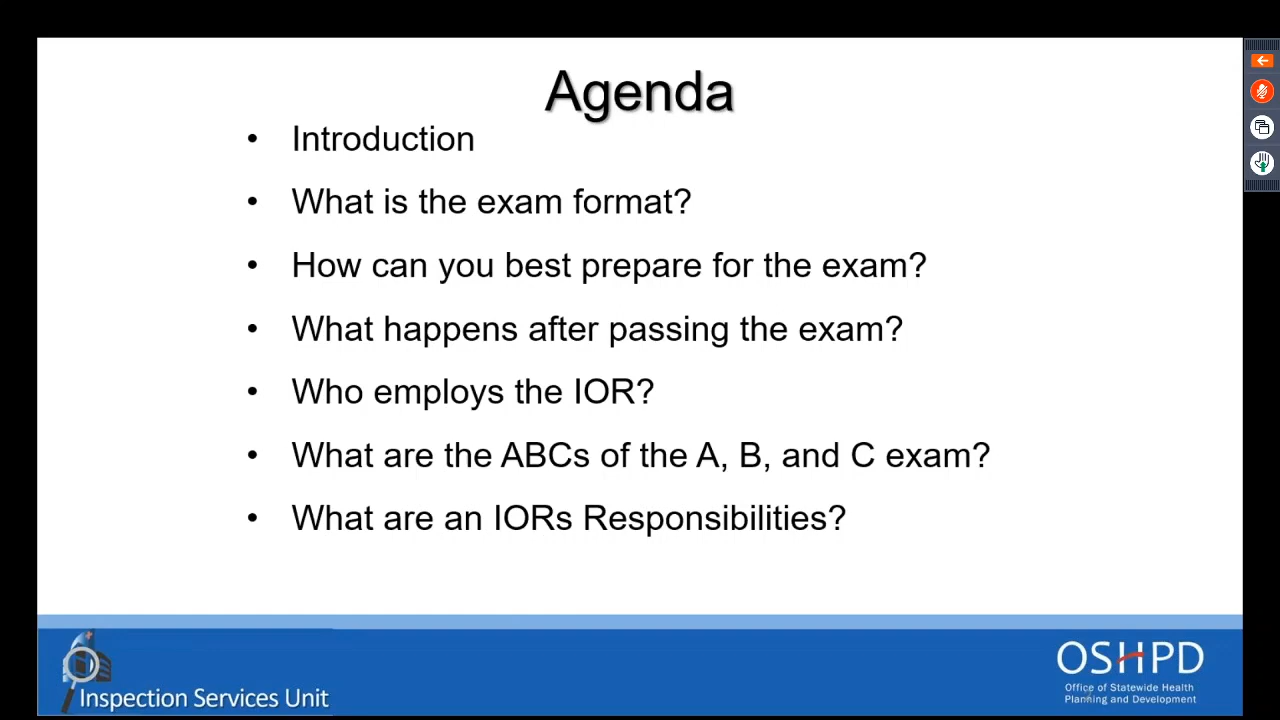 Agenda
• Introduction
• What is the exam format?
• How can you best prepare for the exam?
• What happens after passing the exam?
• Who employs the IOR?
• What are the ABCs of the A, B, and C exam?
• What are an IORs Responsibilities?
Inspection Services Unit
OSHPD
Office of Statewide Health
Planning and Development